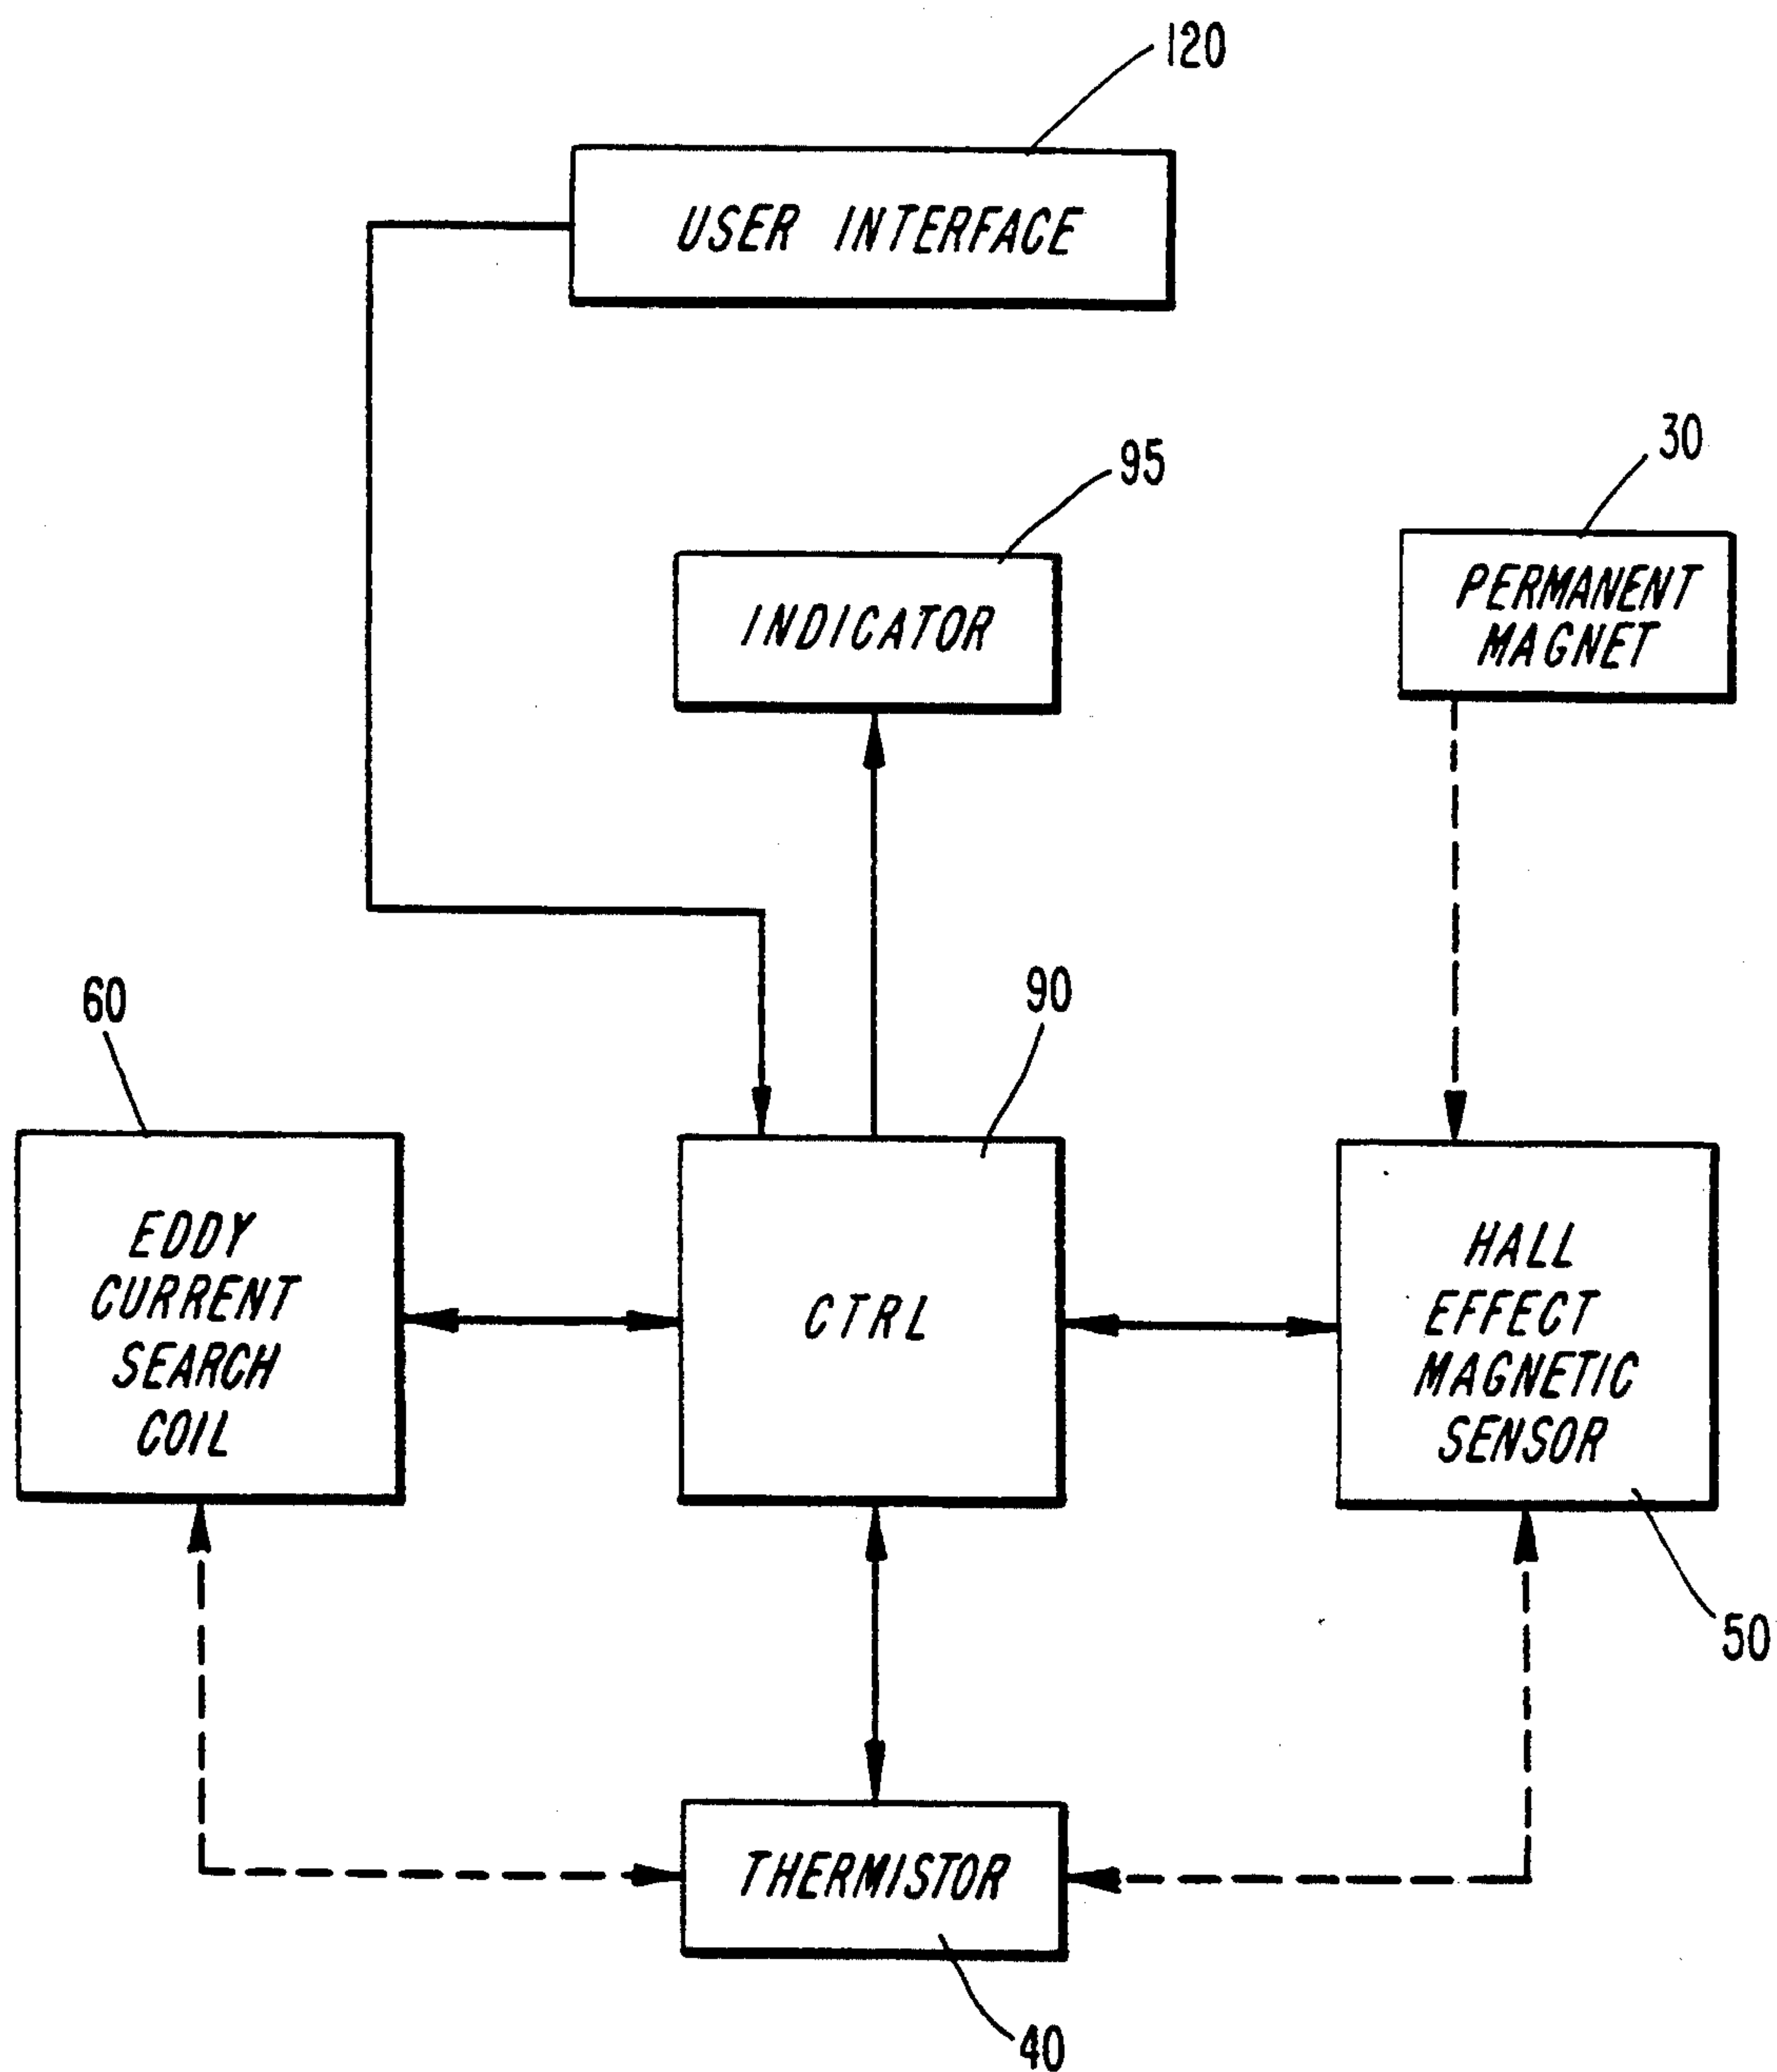 120
USER INTERFACE
95
30
INDICATOR
PERMANENT
MAGNET
60
90
EDDY
CURRENT
SEARCH
COIL
CTRL
HALL
EFFECT
MAGNETIC
SENSOR
50
THERMISTOR
40